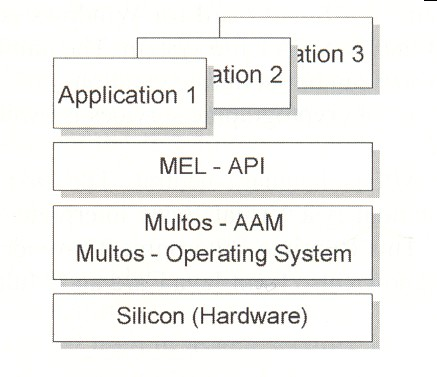 Application 1
ation 2
ation 3
MEL - API
Multos - AAM
Multos - Operating System
Silicon (Hardware)